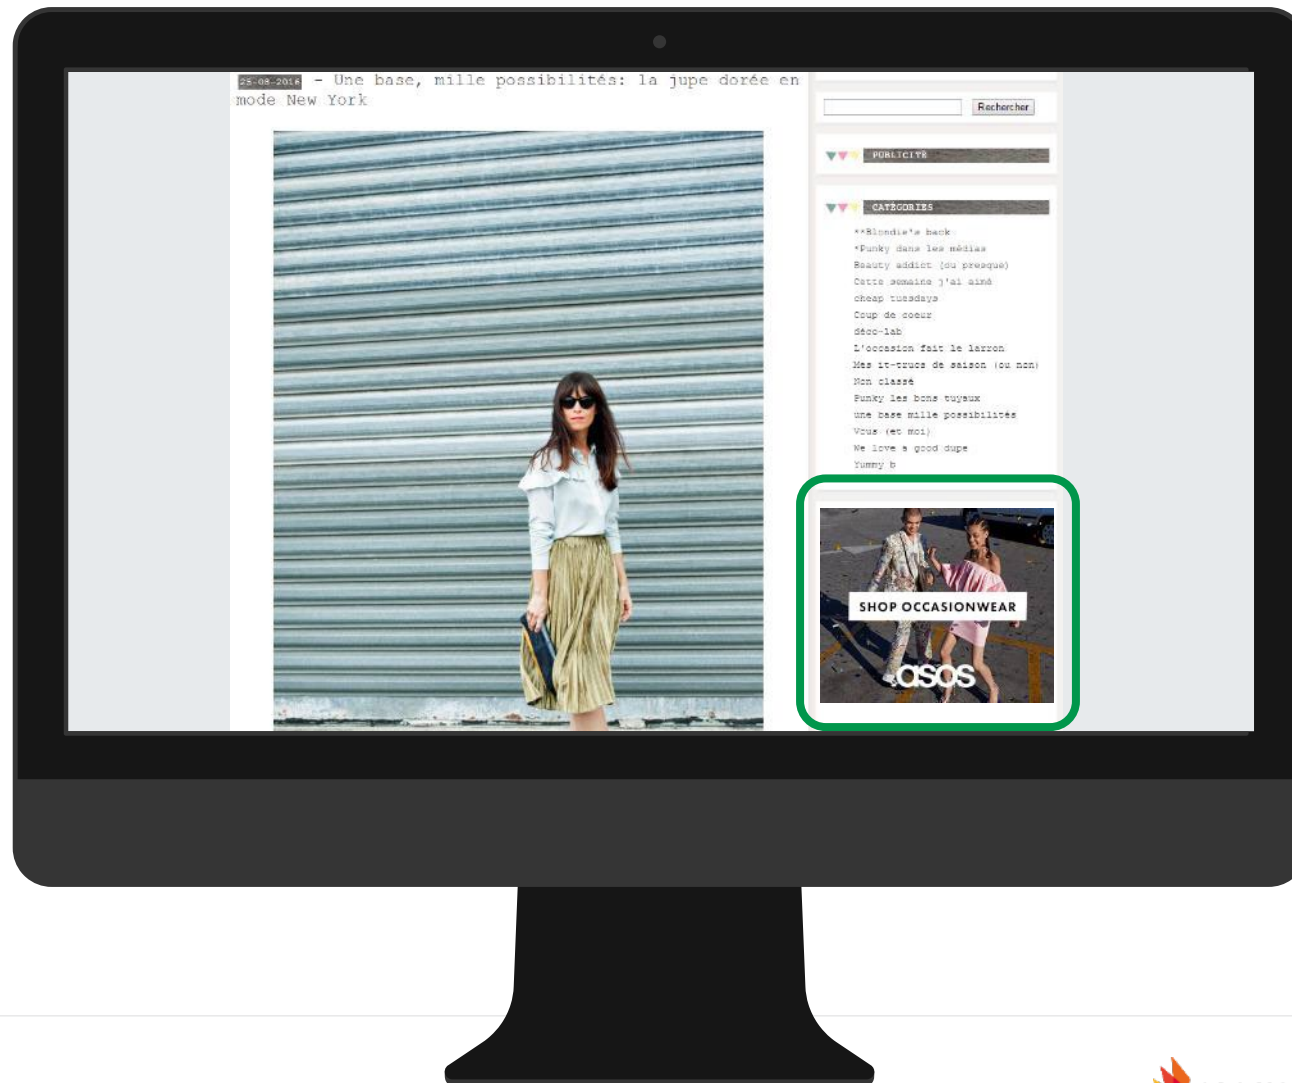 25-08-2016 - Une base, mille possibilités: la jupe dorée en
mode New York
Rechercher
PUBLICITÉ
CATÉGORIES
**Blondie's back
*Punky dans les médias
Beauty addict (ou presque)
Cette semaine j'ai aimé
cheap tuesdays
Coup de coeur
déco-lab
L'occasion fait le larron
Mes it-trucs de saison (ou non)
Non classé
Punky les bons tuyaux
une base mille possibilités
Vous (et moi)
We love a good dupe
Yummy b
SHOP OCCASIONWEAR
asos